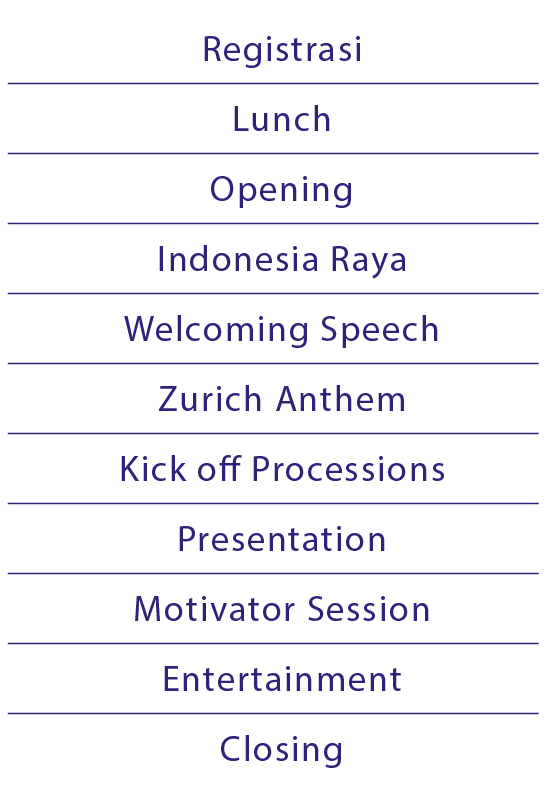 Registrasi
Lunch
Opening
Indonesia Raya
Welcoming Speech
Zurich Anthem
Kick off Processions
Presentation
Motivator Session
Entertainment
Closing